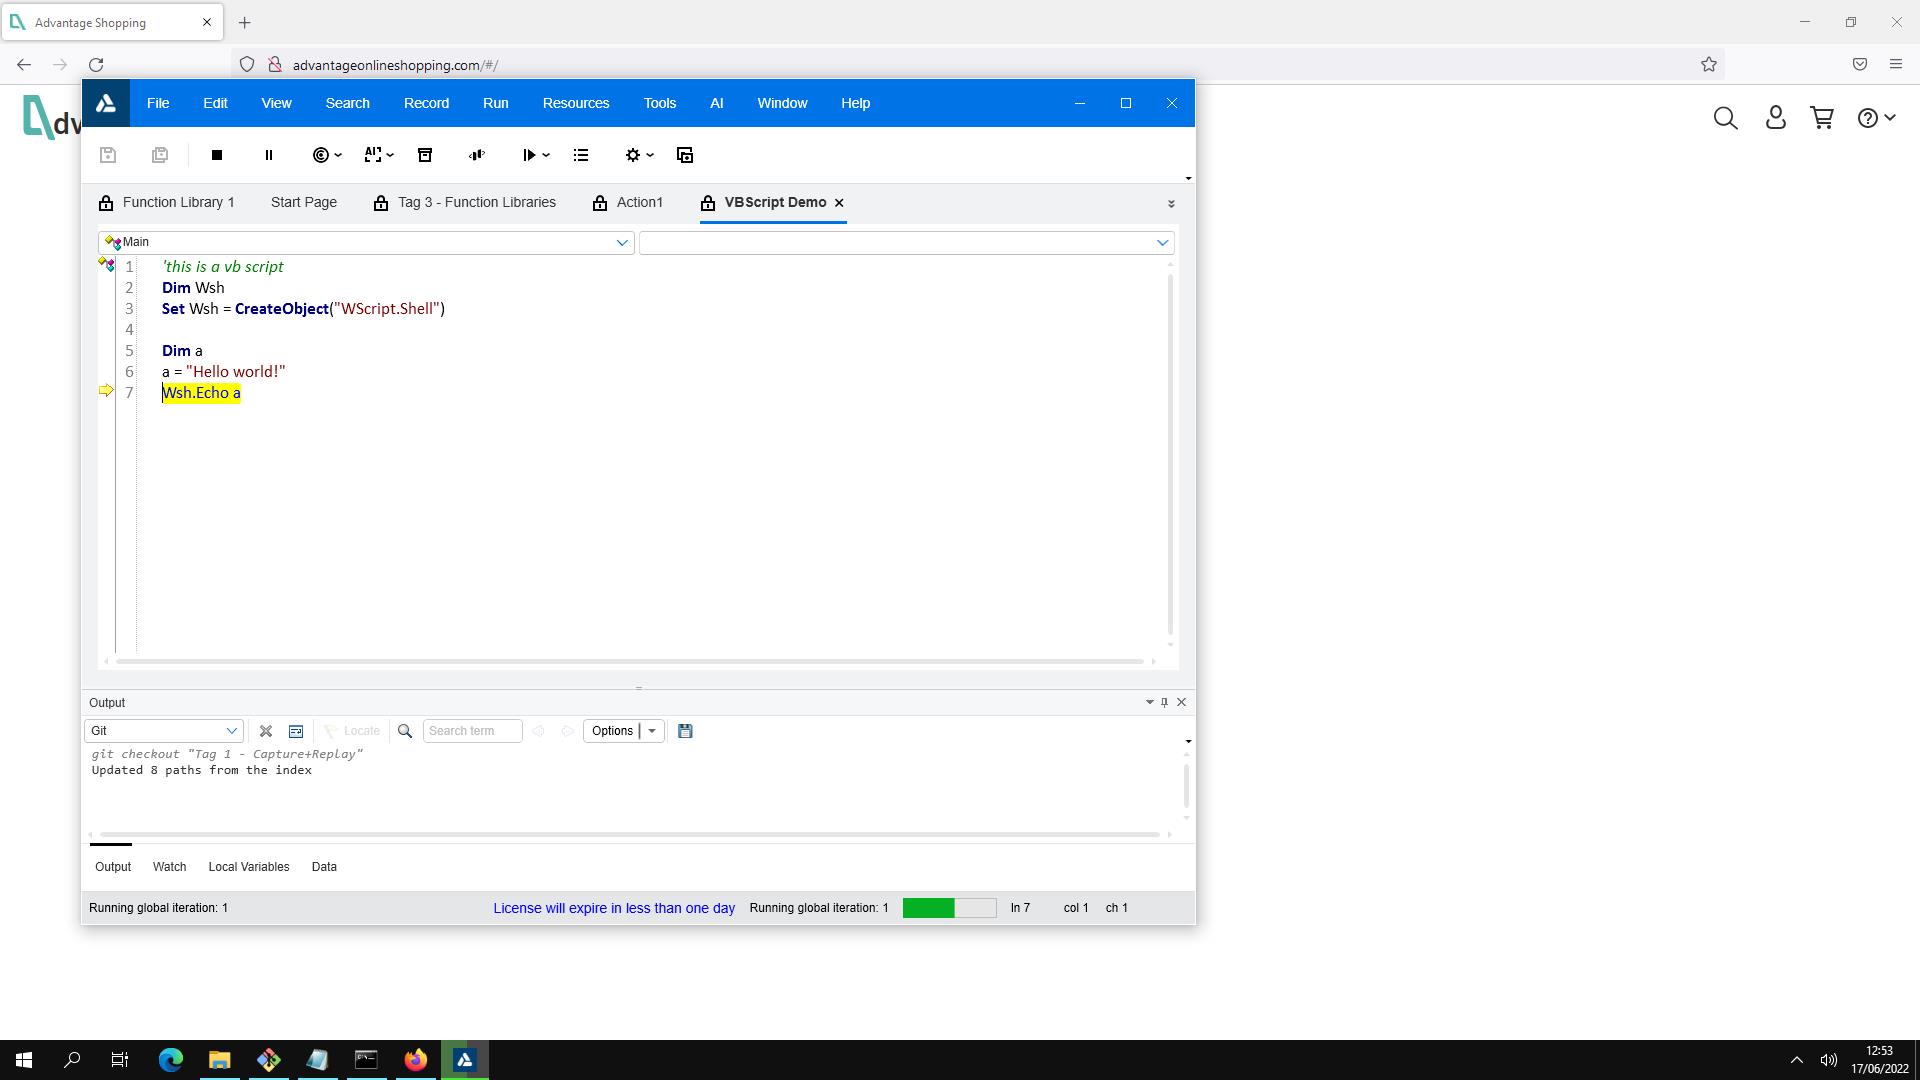 Advantage Shopping
advantageonlineshopping.com/#/
dv
File Edit View Search Record Run Resources Tools AI Window Help
AI
Function Library 1 Start Page Tag 3 - Function Libraries Action1 VBScript Demo
Main
1 'this is a vb script
2 Dim Wsh
3 Set Wsh = CreateObject("WScript.Shell")
4
5 Dim a
6 a = "Hello world!"
7 Wsh.Echo a
Output
Git Locate Search term Options
git checkout "Tag 1 - Capture+Replay"
Updated 8 paths from the index
Output Watch Local Variables Data
Running global iteration: 1 License will expire in less than one day Running global iteration: 1 ln 7 col 1 ch 1
12:53
17/06/2022